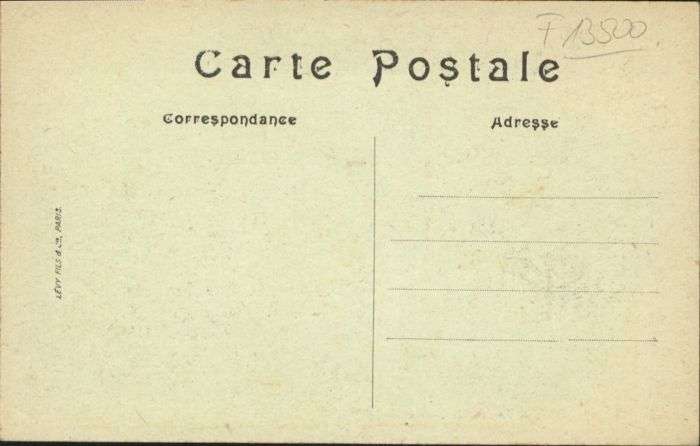 F 13500
Carte Postale
Correspondance
Adresse
LÉVY FILS & Cie, PARIS.